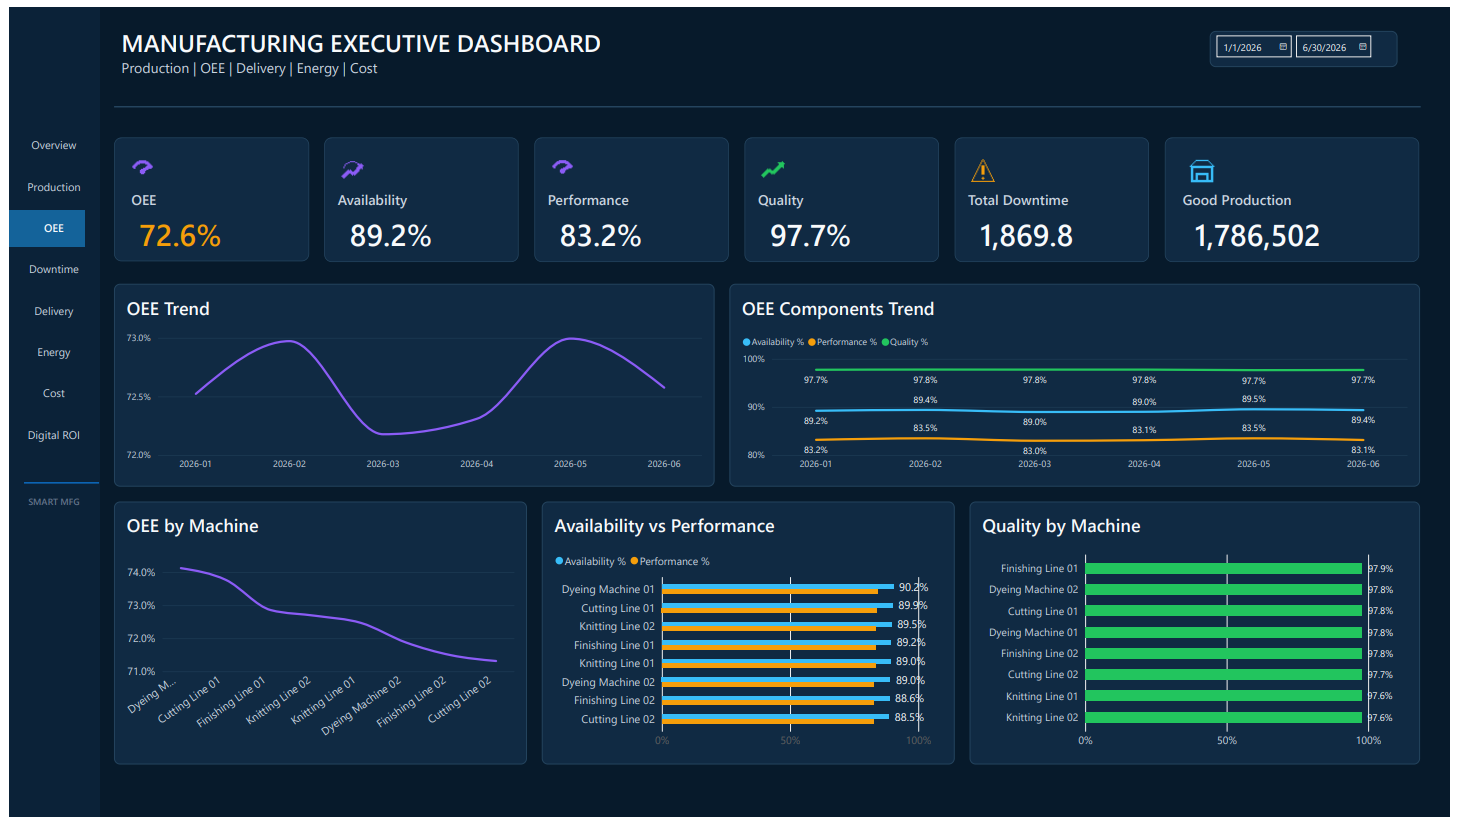 MANUFACTURING EXECUTIVE DASHBOARD
Production | OEE | Delivery | Energy | Cost
1/1/2026
6/30/2026
Overview
Production
OEE
Downtime
Delivery
Energy
Cost
Digital ROI
SMART MFG
OEE
72.6%
Availability
89.2%
Performance
83.2%
Quality
97.7%
Total Downtime
1,869.8
Good Production
1,786,502
OEE Trend
73.0%
72.5%
72.0%
2026-01 2026-02 2026-03 2026-04 2026-05 2026-06
OEE Components Trend
Availability % Performance % Quality %
100%
97.7% 97.8% 97.8% 97.8% 97.7% 97.7%
90%
89.2% 89.4% 89.0% 89.0% 89.5% 89.4%
83.2% 83.5% 83.0% 83.1% 83.5% 83.1%
80%
2026-01 2026-02 2026-03 2026-04 2026-05 2026-06
OEE by Machine
74.0%
73.0%
72.0%
71.0%
Dyeing M...
Cutting Line 01
Finishing Line 01
Knitting Line 02
Knitting Line 01
Dyeing Machine 02
Finishing Line 02
Cutting Line 02
Availability vs Performance
Availability % Performance %
Dyeing Machine 01 90.2%
Cutting Line 01 89.9%
Knitting Line 02 89.5%
Finishing Line 01 89.2%
Knitting Line 01 89.0%
Dyeing Machine 02 89.0%
Finishing Line 02 88.6%
Cutting Line 02 88.5%
0% 50% 100%
Quality by Machine
Finishing Line 01 97.9%
Dyeing Machine 02 97.8%
Cutting Line 01 97.8%
Dyeing Machine 01 97.8%
Finishing Line 02 97.8%
Cutting Line 02 97.7%
Knitting Line 01 97.6%
Knitting Line 02 97.6%
0% 50% 100%